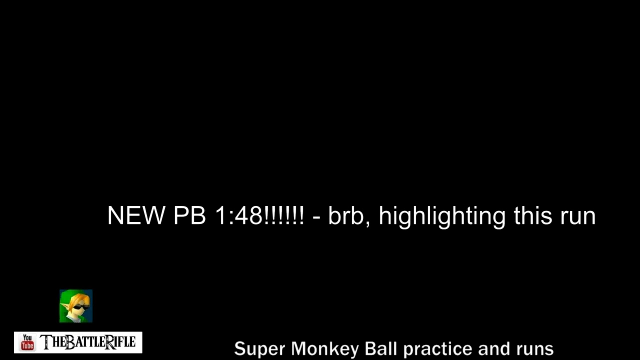 NEW PB 1:48!!!!!! - brb, highlighting this run
You Tube TheBattleRifle
Super Monkey Ball practice and runs